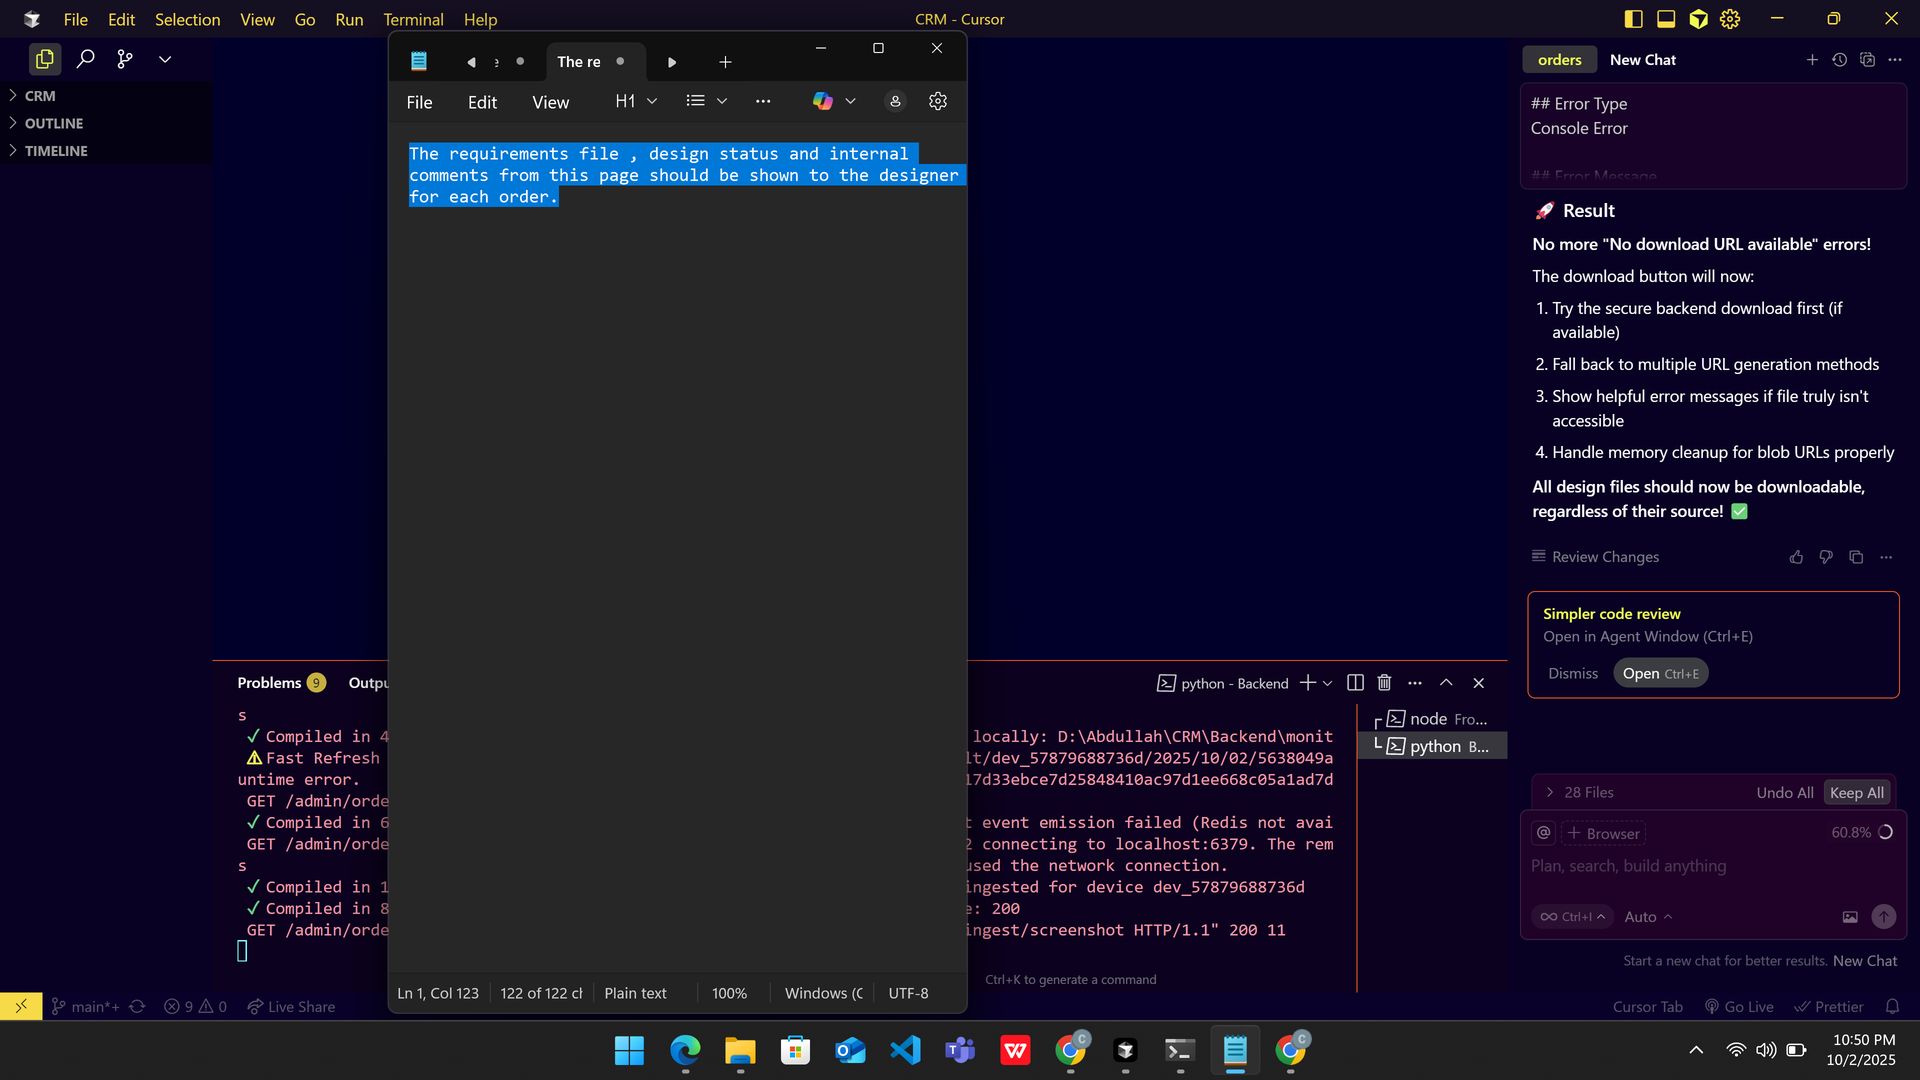 File Edit Selection View Go Run Terminal Help
CRM - Cursor
CRM
OUTLINE
TIMELINE
The re
File Edit View H1
The requirements file , design status and internal
comments from this page should be shown to the designer
for each order.
Ln 1, Col 123 122 of 122 Plain text 100% Windows (C UTF-8
orders New Chat
## Error Type
Console Error
## Error Message
🚀 Result
No more "No download URL available" errors!
The download button will now:
1. Try the secure backend download first (if
available)
2. Fall back to multiple URL generation methods
3. Show helpful error messages if file truly isn't
accessible
4. Handle memory cleanup for blob URLs properly
All design files should now be downloadable,
regardless of their source! ✅
Review Changes
Simpler code review
Open in Agent Window (Ctrl+E)
Dismiss Open Ctrl+E
28 Files Undo All Keep All
@ + Browser 60.8%
Plan, search, build anything
∞ Ctrl+I Auto
Start a new chat for better results. New Chat
Problems 9 Outpu
python - Backend
s
✓ Compiled in 4
⚠Fast Refresh
untime error.
GET /admin/orde
✓ Compiled in 6
GET /admin/orde
s
✓ Compiled in 1
✓ Compiled in 8
GET /admin/orde
locally: D:\Abdullah\CRM\Backend\monit
lt/dev_57879688736d/2025/10/02/5638049a
17d33ebce7d25848410ac97d1ee668c05a1ad7d
t event emission failed (Redis not avai
2 connecting to localhost:6379. The rem
used the network connection.
ingested for device dev_57879688736d
e: 200
ingest/screenshot HTTP/1.1" 200 11
Ctrl+K to generate a command
node Fro...
python B...
main*+ 9 0 Live Share
Cursor Tab Go Live Prettier
10:50 PM
10/2/2025